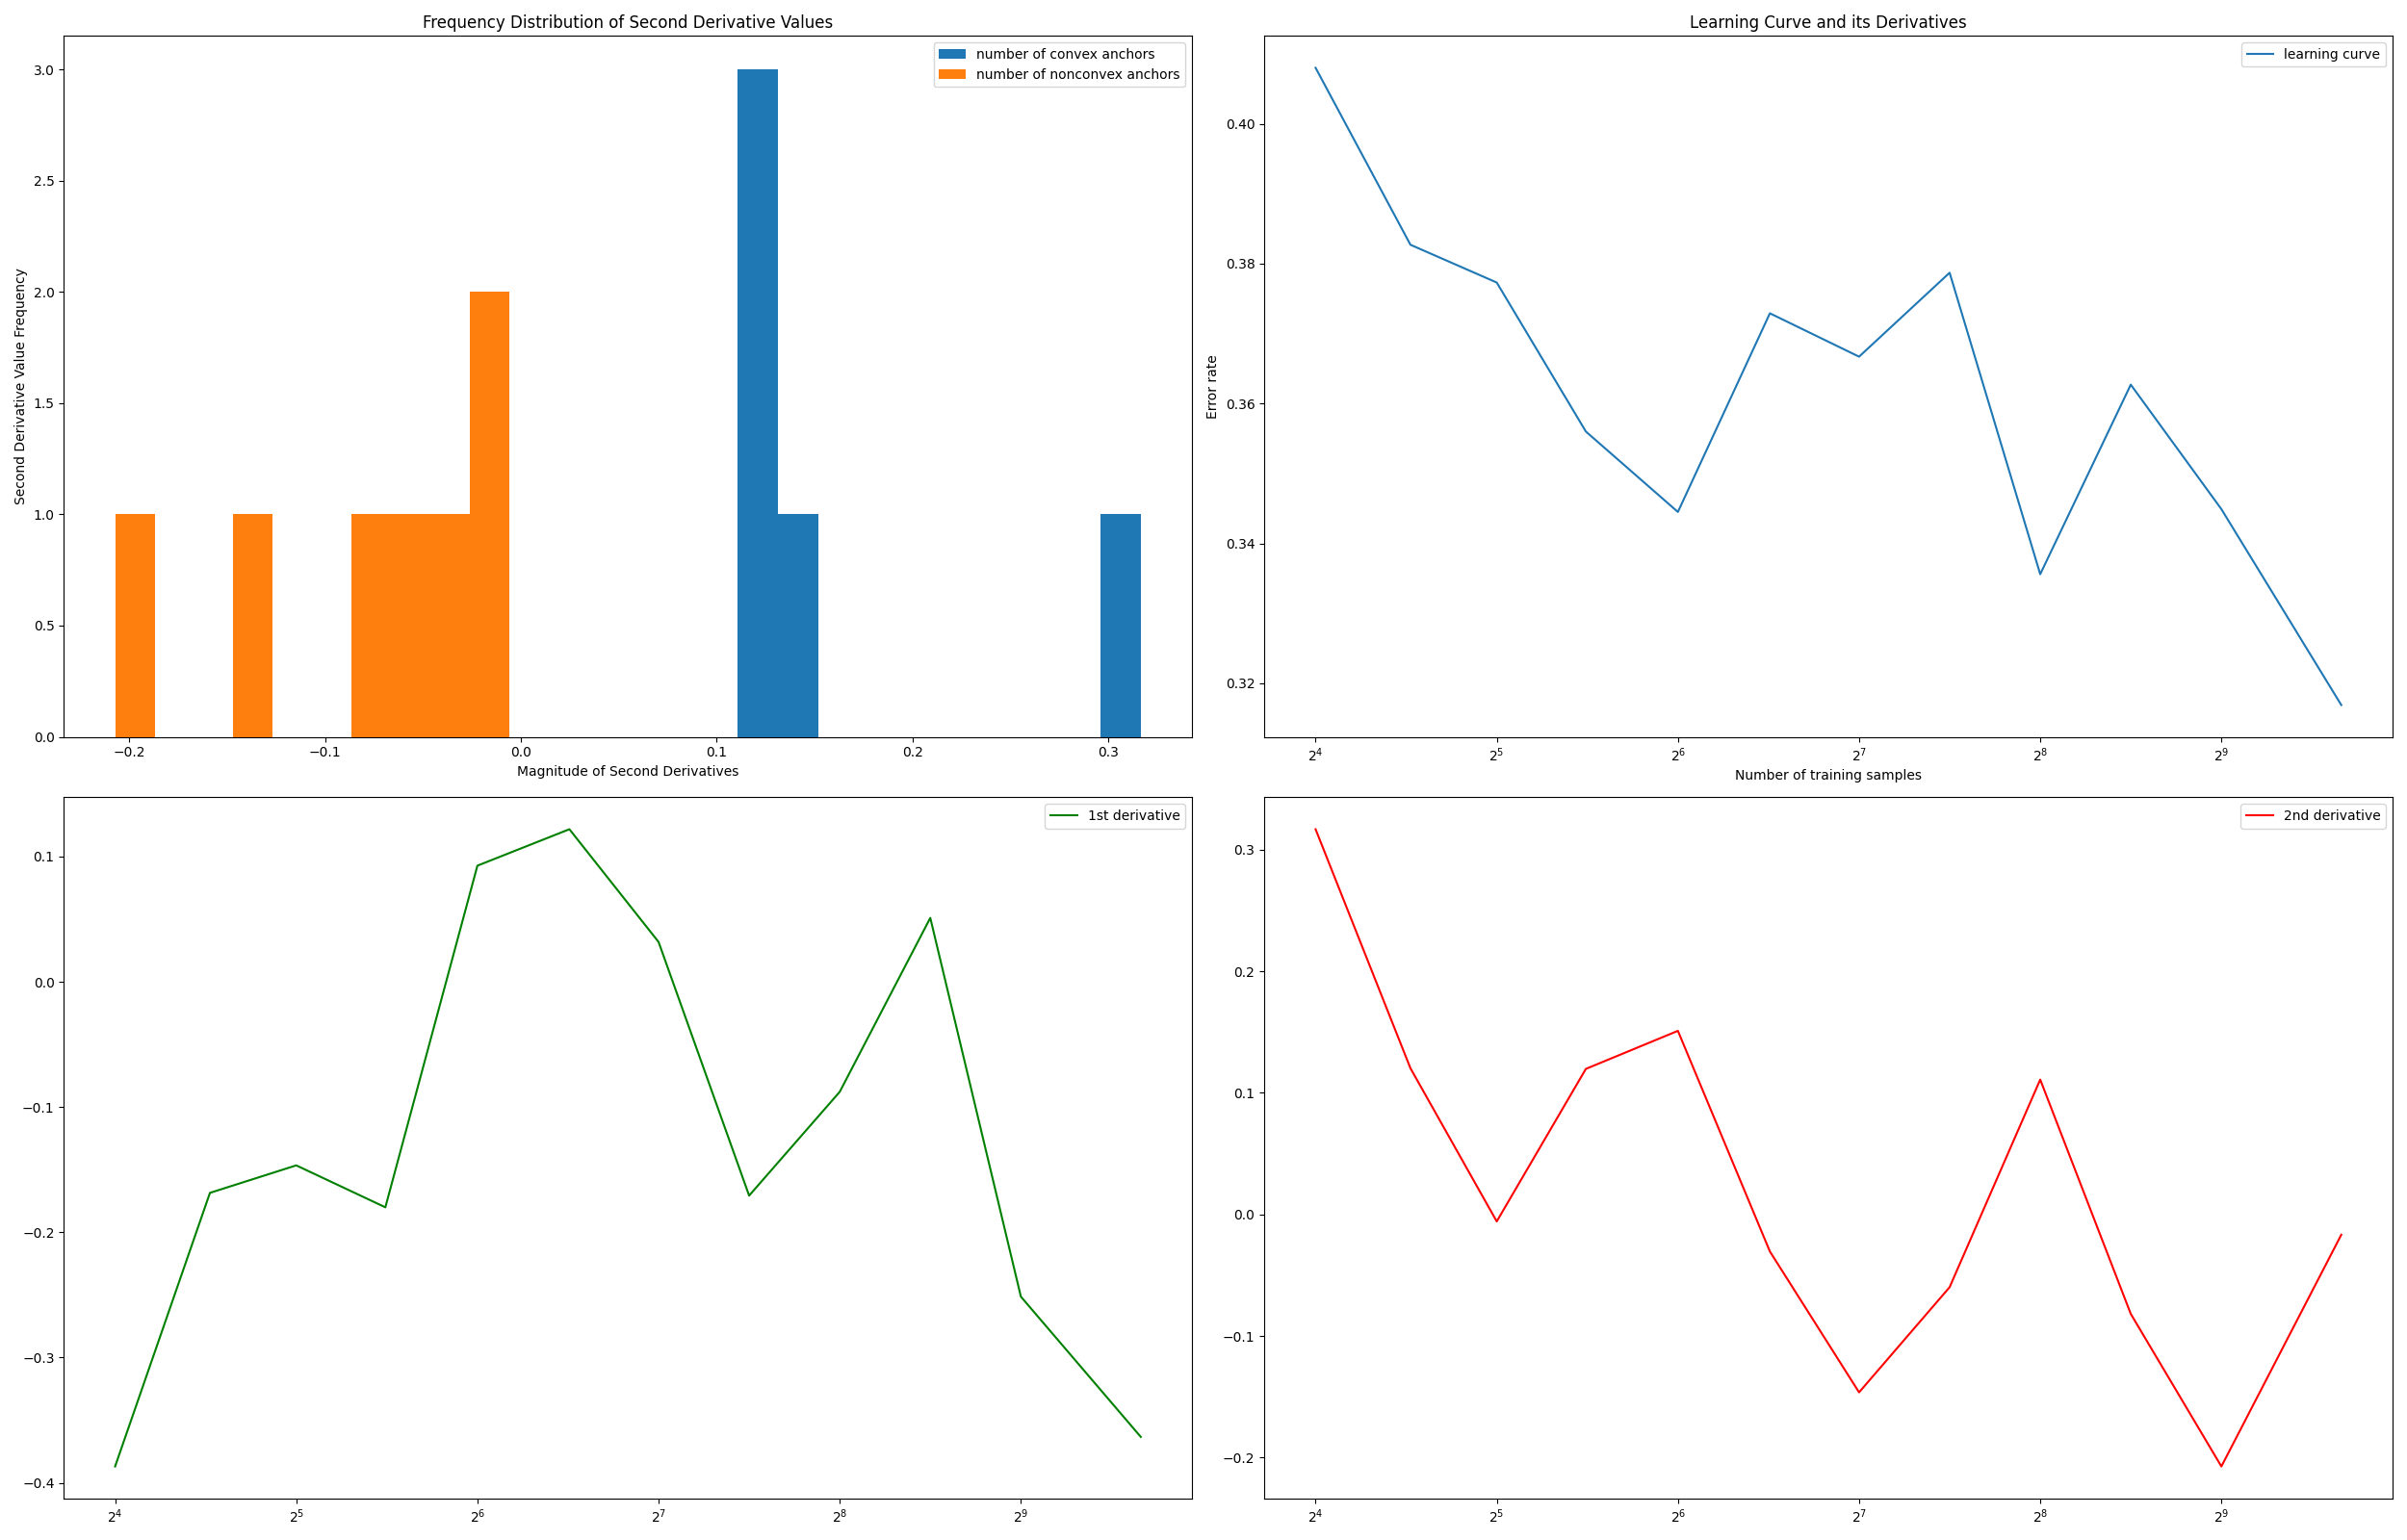 Frequency Distribution of Second Derivative Values
number of convex anchors
number of nonconvex anchors
Second Derivative Value Frequency
3.0
2.5
2.0
1.5
1.0
0.5
0.0
−0.2 −0.1 0.0 0.1 0.2 0.3
Magnitude of Second Derivatives
Learning Curve and its Derivatives
learning curve
Error rate
0.40
0.38
0.36
0.34
0.32
2⁴ 2⁵ 2⁶ 2⁷ 2⁸ 2⁹
Number of training samples
1st derivative
0.1
0.0
−0.1
−0.2
−0.3
−0.4
2⁴ 2⁵ 2⁶ 2⁷ 2⁸ 2⁹
2nd derivative
0.3
0.2
0.1
0.0
−0.1
−0.2
2⁴ 2⁵ 2⁶ 2⁷ 2⁸ 2⁹